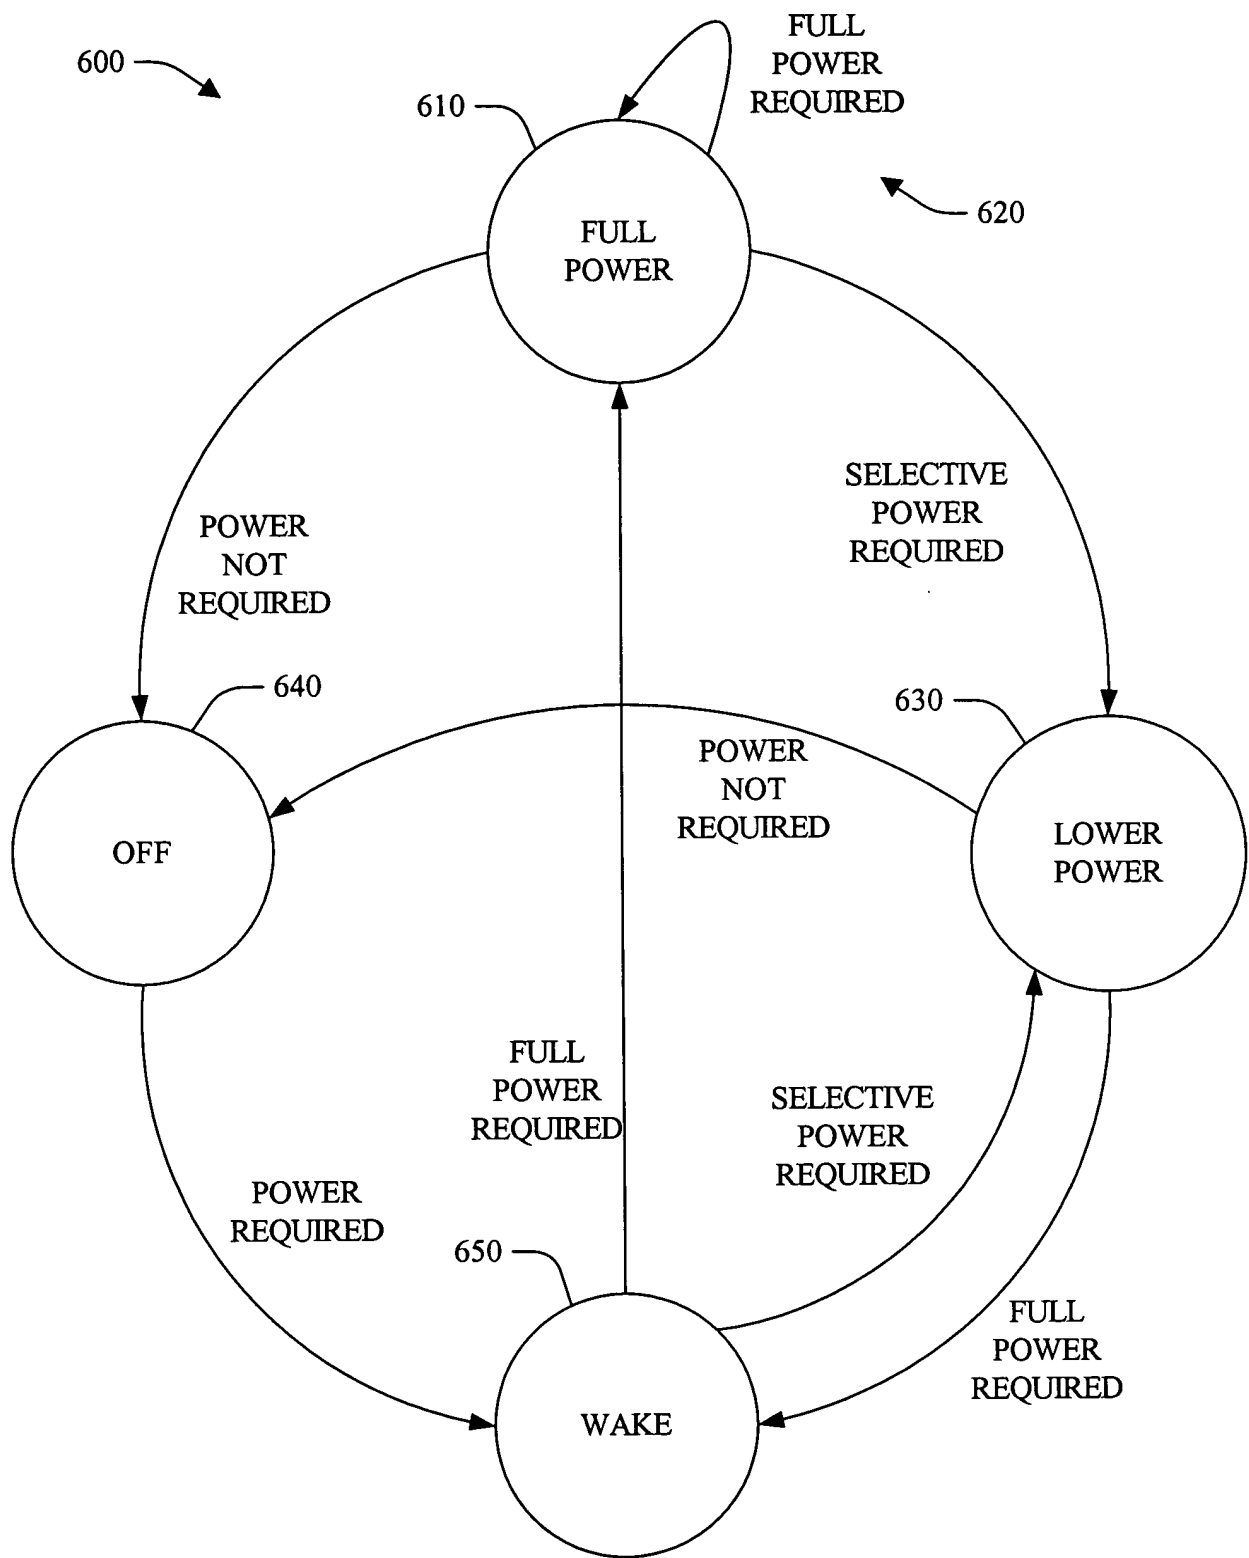 600
610
FULL
POWER
REQUIRED
620
FULL
POWER
SELECTIVE
POWER
REQUIRED
POWER
NOT
REQUIRED
640
630
POWER
NOT
REQUIRED
OFF
LOWER
POWER
FULL
POWER
REQUIRED
SELECTIVE
POWER
REQUIRED
POWER
REQUIRED
650
FULL
POWER
REQUIRED
WAKE